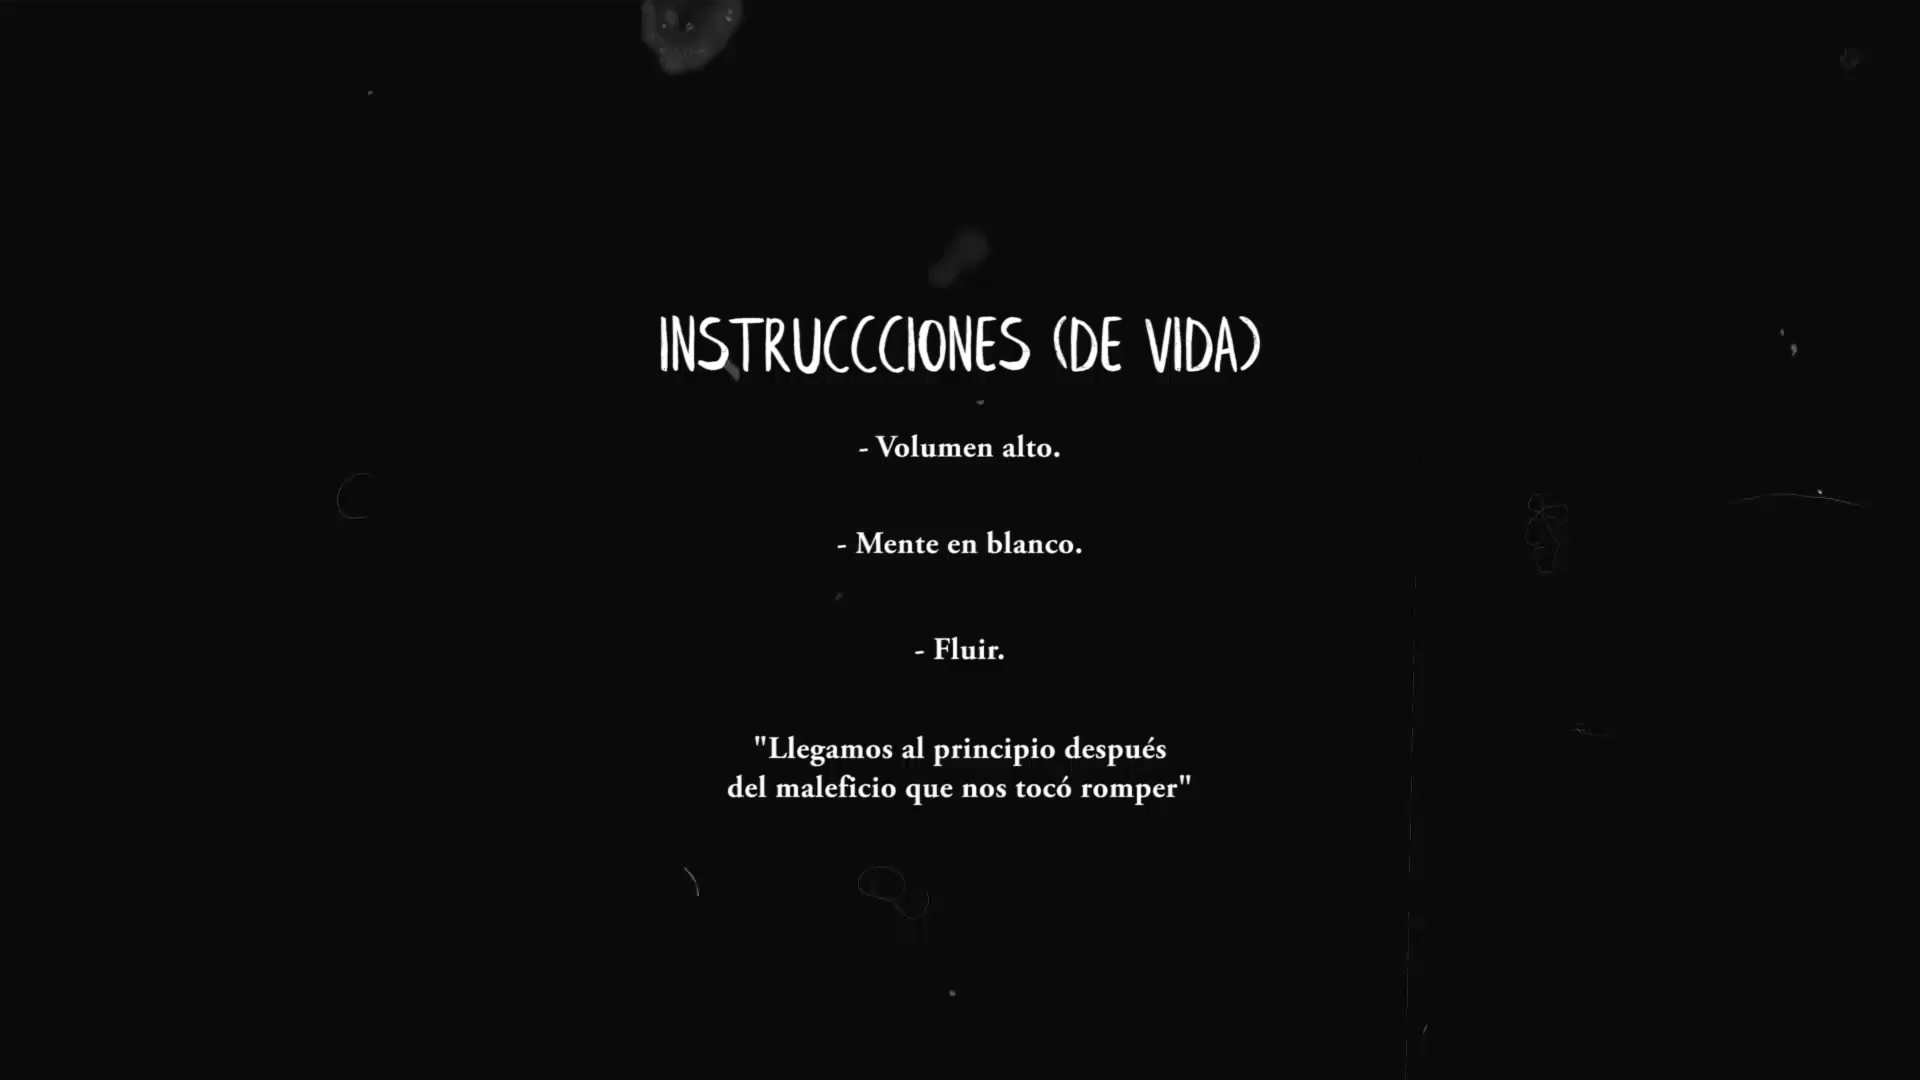 INSTRUCCCIONES (DE VIDA)
- Volumen alto.
- Mente en blanco.
- Fluir.
"Llegamos al principio después
del maleficio que nos tocó romper"